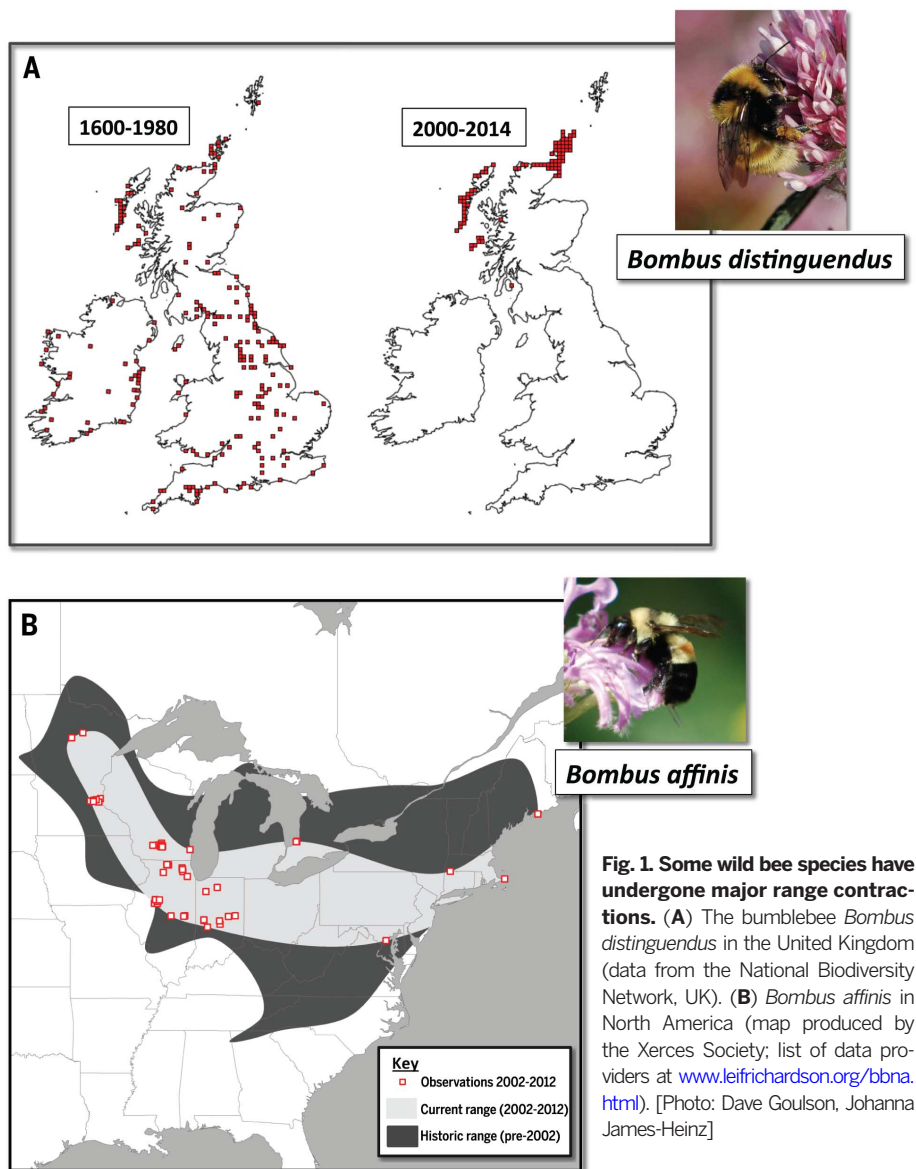 A
1600-1980
2000-2014
Bombus distinguendus
B
Bombus affinis
Key
Observations 2002-2012
Current range (2002-2012)
Historic range (pre-2002)
Fig. 1. Some wild bee species have
undergone major range contrac-
tions. (A) The bumblebee Bombus
distinguendus in the United Kingdom
(data from the National Biodiversity
Network, UK). (B) Bombus affinis in
North America (map produced by
the Xerces Society; list of data pro-
viders at www.leifrichardson.org/bbna.
html). [Photo: Dave Goulson, Johanna
James-Heinz]